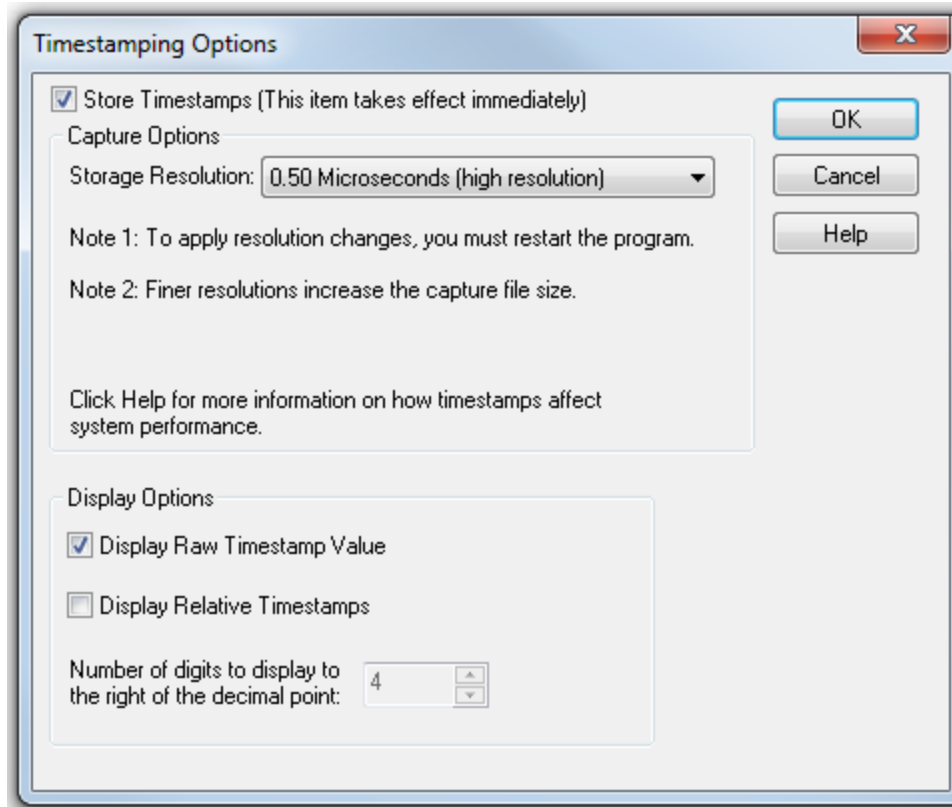 Timestamping Options
Store Timestamps (This item takes effect immediately)
Capture Options
Storage Resolution: 0.50 Microseconds (high resolution)
Note 1: To apply resolution changes, you must restart the program.
Note 2: Finer resolutions increase the capture file size.
Click Help for more information on how timestamps affect
system performance.
OK
Cancel
Help
Display Options
Display Raw Timestamp Value
Display Relative Timestamps
Number of digits to display to
the right of the decimal point: 4